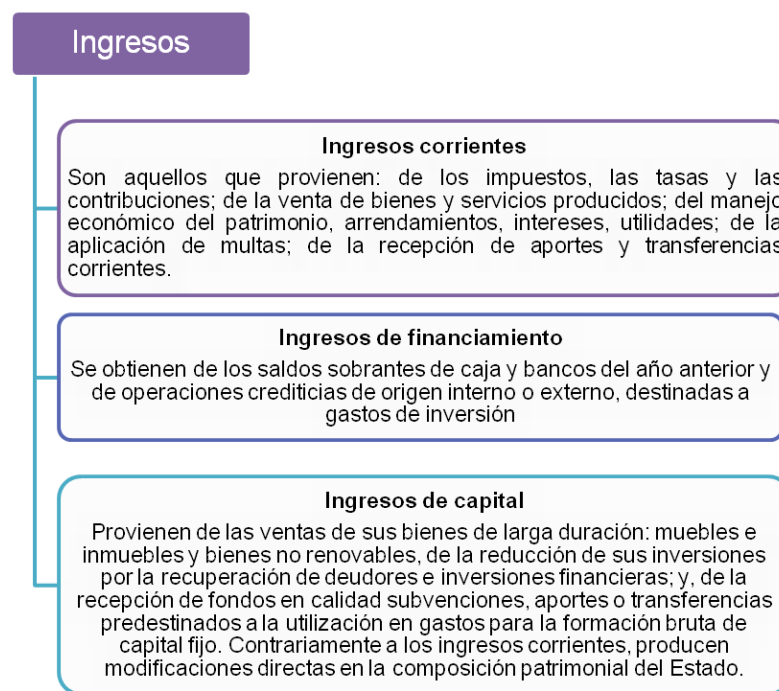 Ingresos
Ingresos corrientes
Son aquellos que provienen: de los impuestos, las tasas y las
contribuciones; de la venta de bienes y servicios producidos; del manejo
económico del patrimonio, arrendamientos, intereses, utilidades; de la
aplicación de multas; de la recepción de aportes y transferencias
corrientes.
Ingresos de financiamiento
Se obtienen de los saldos sobrantes de caja y bancos del año anterior y
de operaciones crediticias de origen interno o externo, destinadas a
gastos de inversión
Ingresos de capital
Provienen de las ventas de sus bienes de larga duración: muebles e
inmuebles y bienes no renovables, de la reducción de sus inversiones
por la recuperación de deudores e inversiones financieras; y, de la
recepción de fondos en calidad subvenciones, aportes o transferencias
predestinados a la utilización en gastos para la formación bruta de
capital fijo. Contrariamente a los ingresos corrientes, producen
modificaciones directas en la composición patrimonial del Estado.